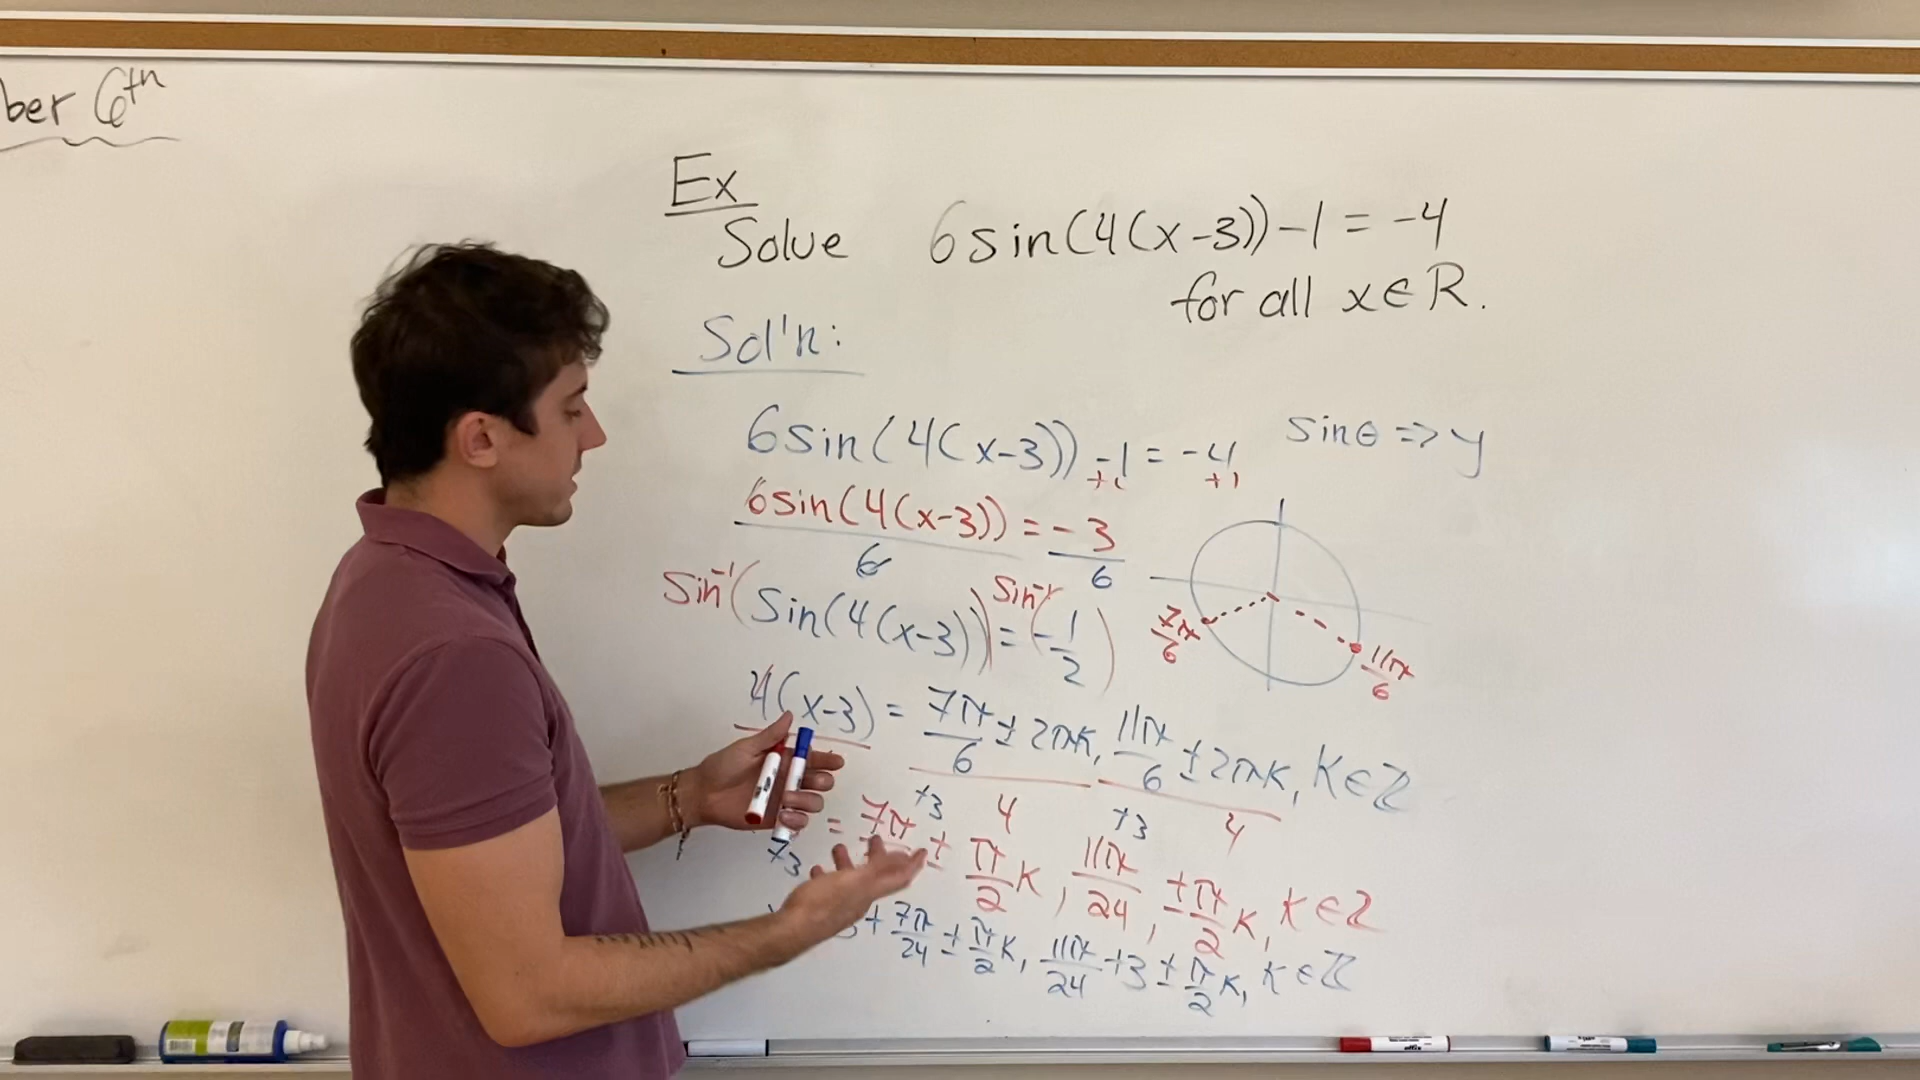 ber 6th
Ex
Solve 6sin(4(x-3))-1 = -4
for all x∈R.
Sol'n:
6sin(4(x-3))-1 = -4
+1 +1
sinθ => y
6sin(4(x-3)) = -3
6 6
sin⁻¹(sin(4(x-3))) = sin⁻¹(-1/2)
7π/6
11π/6
4(x-3) = 7π/6 ± 2πK, 11π/6 ± 2πK, K∈ℤ
4 4
+3 +3 +3
= 7π ± π/2 K, 11π/24, ± π/2 K, K∈ℤ
+ 7π/24 ± π/2 K, 11π/24 +3 ± π/2 K, K∈ℤ